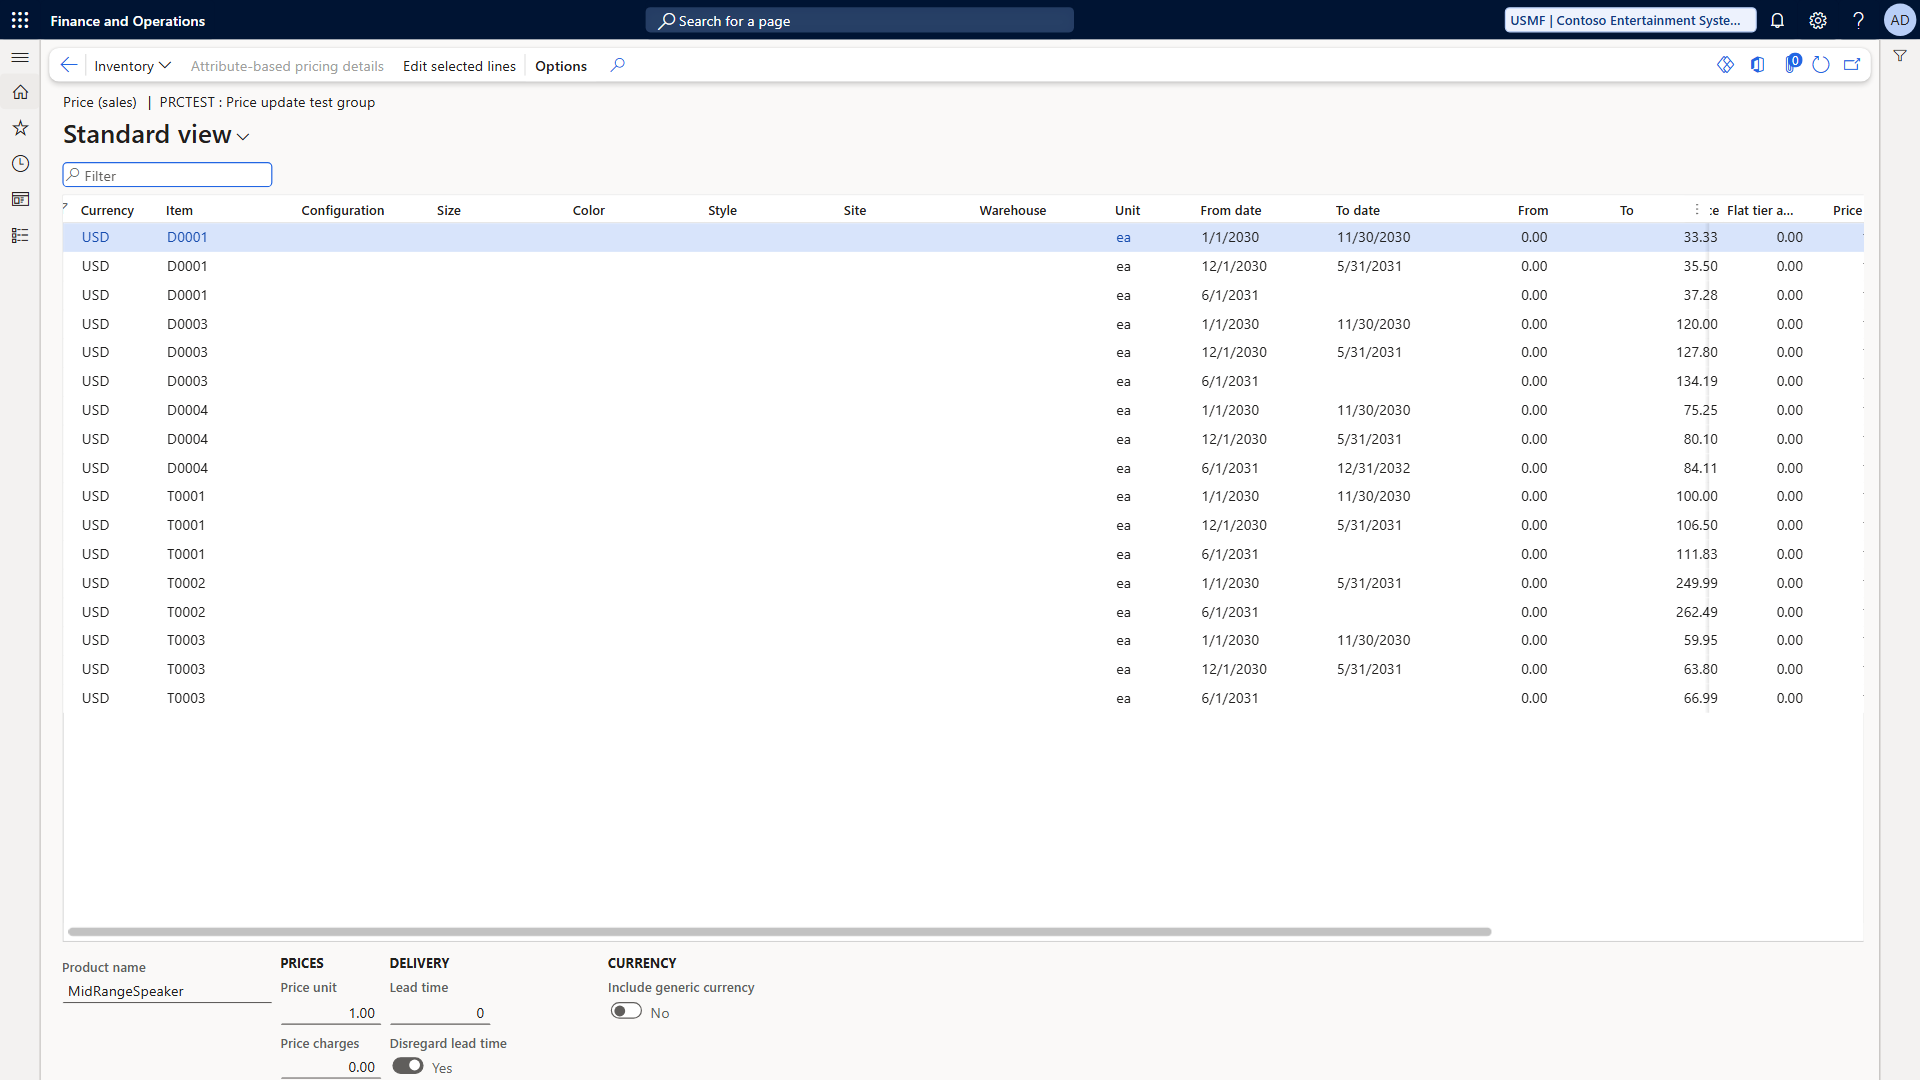 Finance and Operations
Search for a page
USMF | Contoso Entertainment Syste...
AD
Inventory
Attribute-based pricing details
Edit selected lines
Options
0
Price (sales) | PRCTEST : Price update test group
Standard view
Filter
Currency Item Configuration Size Color Style Site Warehouse Unit From date To date From To ce Flat tier a... Price
USD D0001 ea 1/1/2030 11/30/2030 0.00 33.33 0.00
USD D0001 ea 12/1/2030 5/31/2031 0.00 35.50 0.00
USD D0001 ea 6/1/2031 0.00 37.28 0.00
USD D0003 ea 1/1/2030 11/30/2030 0.00 120.00 0.00
USD D0003 ea 12/1/2030 5/31/2031 0.00 127.80 0.00
USD D0003 ea 6/1/2031 0.00 134.19 0.00
USD D0004 ea 1/1/2030 11/30/2030 0.00 75.25 0.00
USD D0004 ea 12/1/2030 5/31/2031 0.00 80.10 0.00
USD D0004 ea 6/1/2031 12/31/2032 0.00 84.11 0.00
USD T0001 ea 1/1/2030 11/30/2030 0.00 100.00 0.00
USD T0001 ea 12/1/2030 5/31/2031 0.00 106.50 0.00
USD T0001 ea 6/1/2031 0.00 111.83 0.00
USD T0002 ea 1/1/2030 5/31/2031 0.00 249.99 0.00
USD T0002 ea 6/1/2031 0.00 262.49 0.00
USD T0003 ea 1/1/2030 11/30/2030 0.00 59.95 0.00
USD T0003 ea 12/1/2030 5/31/2031 0.00 63.80 0.00
USD T0003 ea 6/1/2031 0.00 66.99 0.00
Product name
MidRangeSpeaker
PRICES
Price unit
1.00
Price charges
0.00
DELIVERY
Lead time
0
Disregard lead time
Yes
CURRENCY
Include generic currency
No